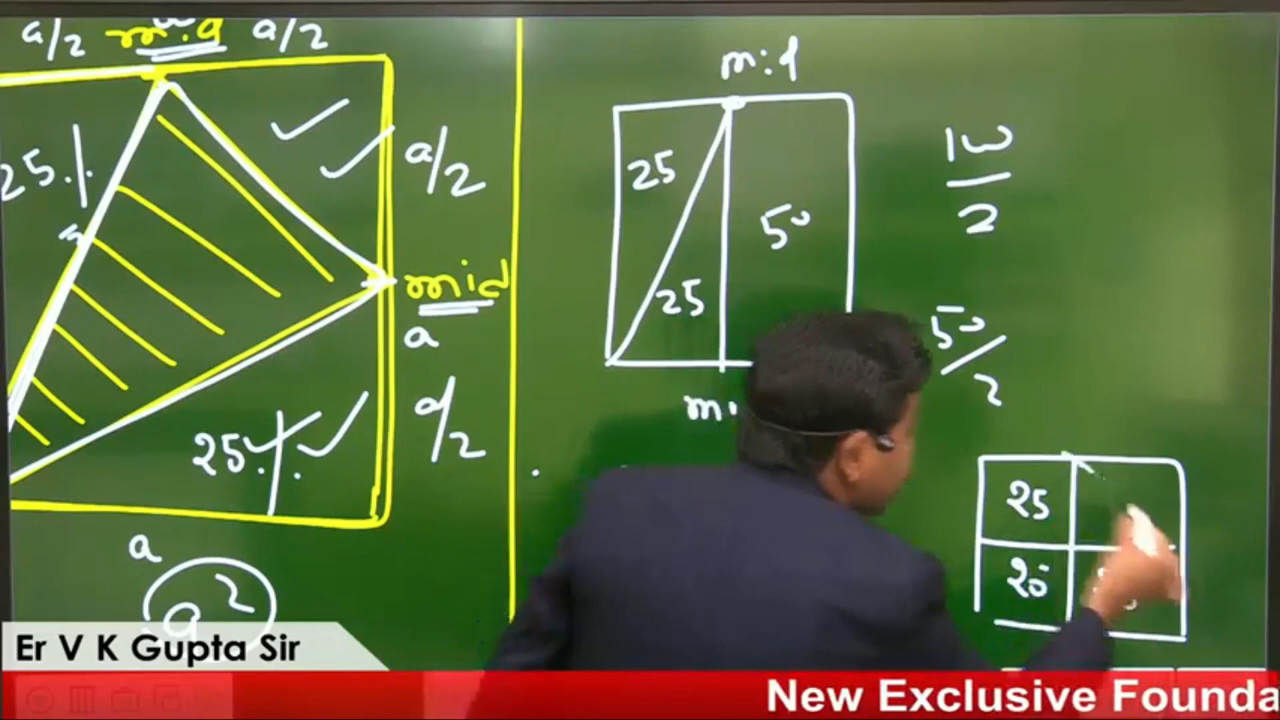 a/2 mid a/2
25%
a/2
mid
a
a/2
25%
a
a²
mid
25
50
25
100
2
50/2
25
25
Er V K Gupta Sir
New Exclusive Founda